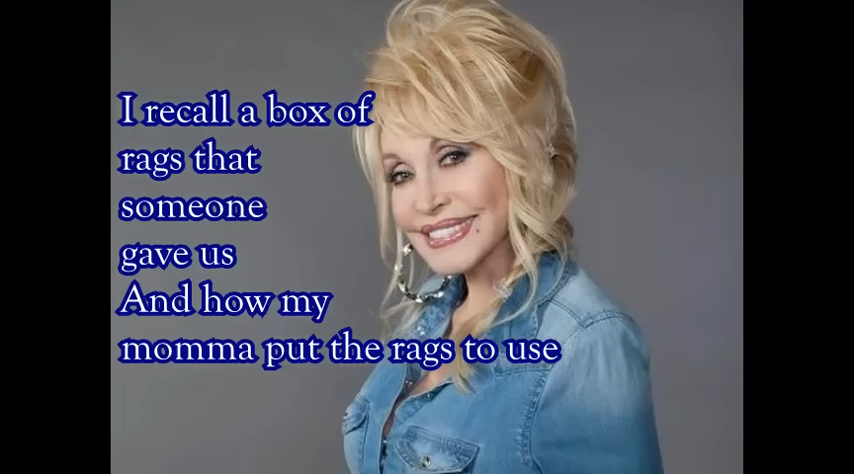 I recall a box of
rags that
someone
gave us
And how my
momma put the rags to use